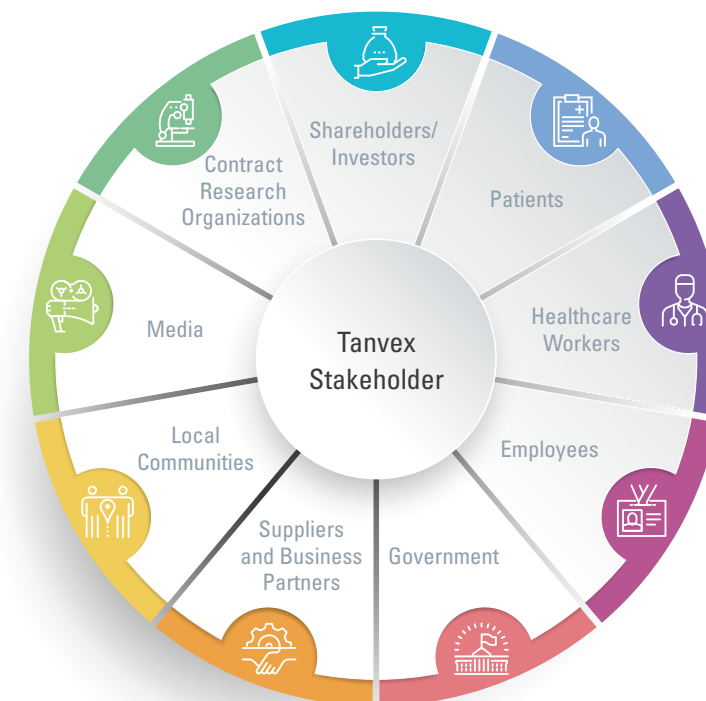 Shareholders/
Investors
Patients
Healthcare
Workers
Employees
Government
Suppliers
and Business
Partners
Local
Communities
Media
Contract
Research
Organizations
Tanvex
Stakeholder